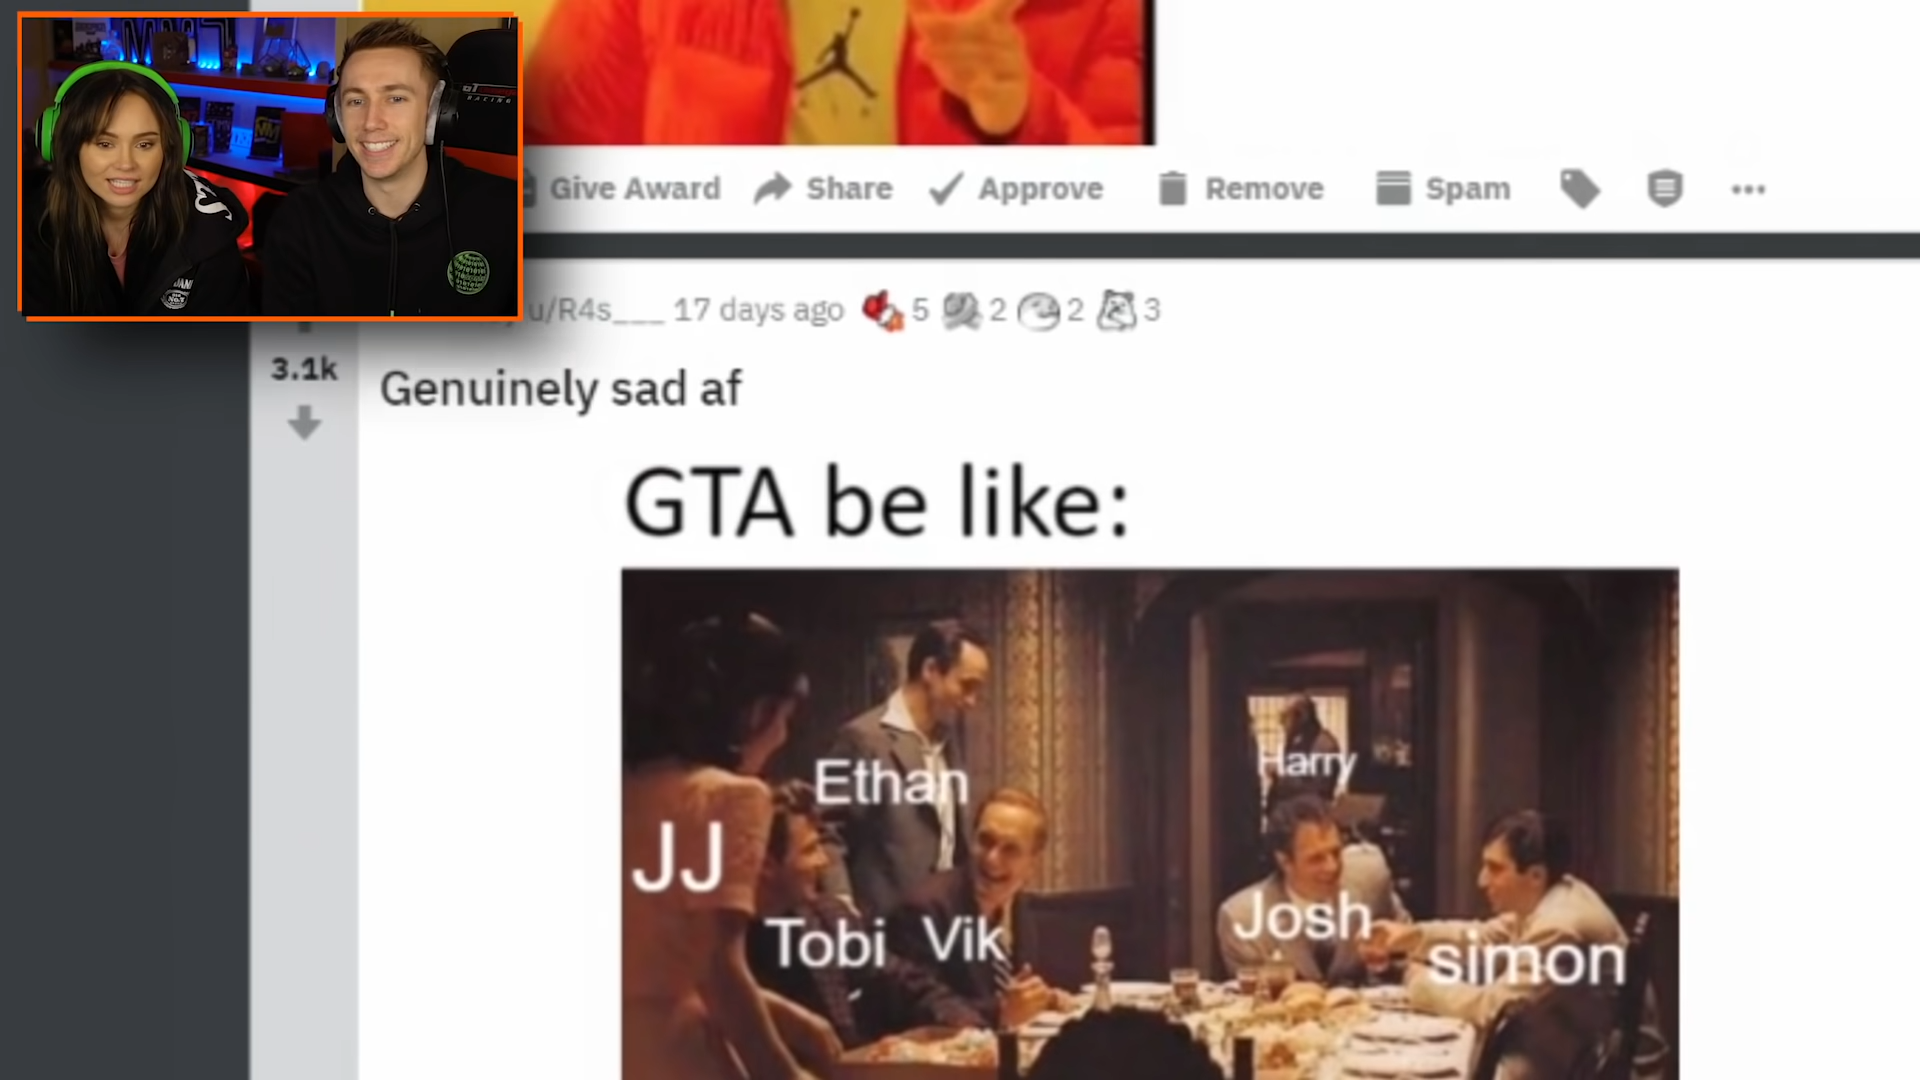 Give Award Share Approve Remove Spam
u/R4s___ 17 days ago 5 2 2 3
3.1k
Genuinely sad af
GTA be like:
Ethan
Harry
JJ
Josh
Tobi Vik
simon